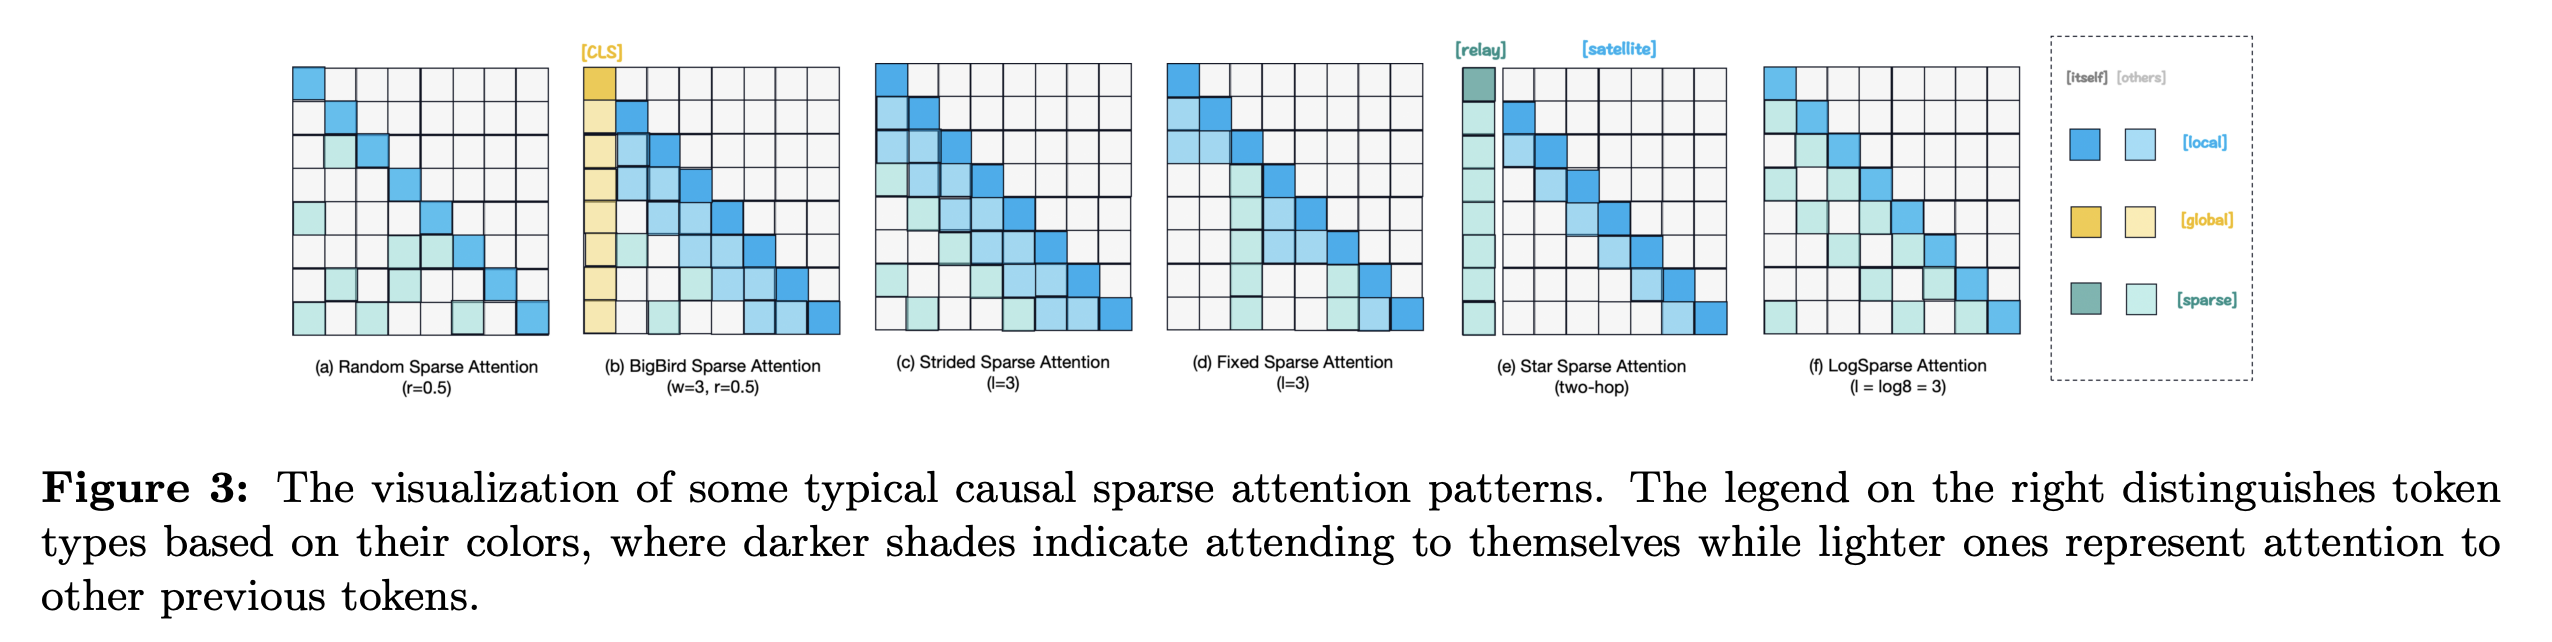 [CLS]
[relay] [satellite]
[itself] [others]
[local]
[global]
[sparse]
(a) Random Sparse Attention
(r=0.5)
(b) BigBird Sparse Attention
(w=3, r=0.5)
(c) Strided Sparse Attention
(l=3)
(d) Fixed Sparse Attention
(l=3)
(e) Star Sparse Attention
(two-hop)
(f) LogSparse Attention
(l = log8 = 3)
Figure 3: The visualization of some typical causal sparse attention patterns. The legend on the right distinguishes token
types based on their colors, where darker shades indicate attending to themselves while lighter ones represent attention to
other previous tokens.